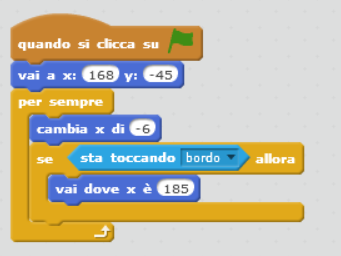 quando si clicca su
vai a x: 168 y: -45
per sempre
cambia x di -6
se sta toccando bordo allora
vai dove x è 185